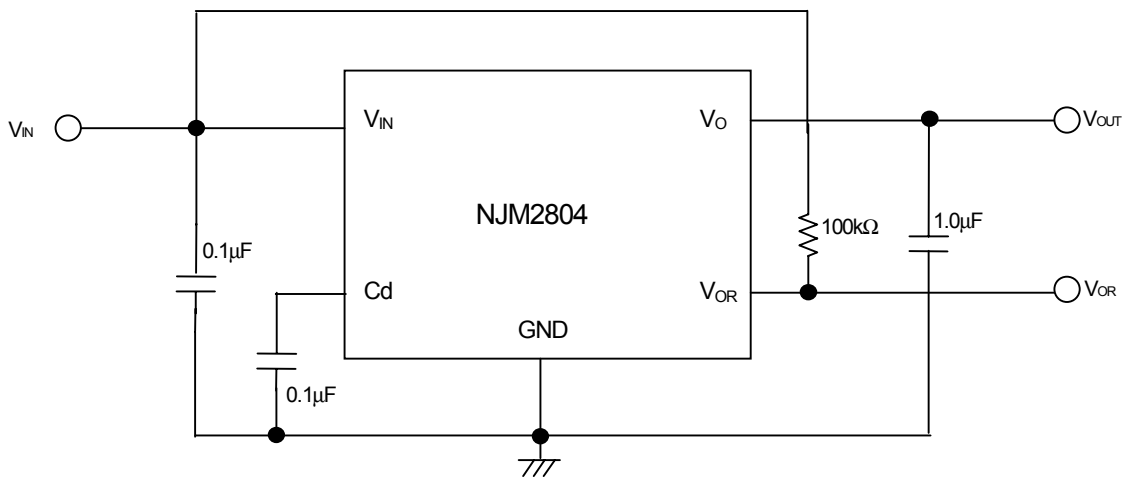 VIN
VIN
VO
VOUT
NJM2804
100kΩ
1.0μF
0.1μF
Cd
VOR
VOR
GND
0.1μF